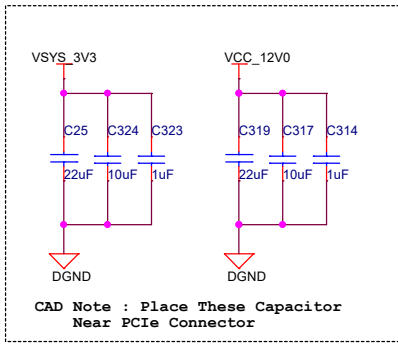 VSYS_3V3 VCC_12V0
C25 C324 C323 C319 C317 C314
22uF 10uF 1uF 22uF 10uF 1uF
DGND DGND
CAD Note : Place These Capacitor
Near PCIe Connector